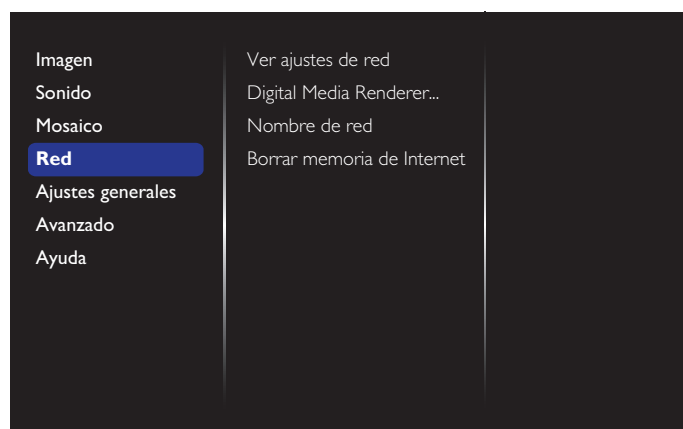 Imagen
Sonido
Mosaico
Red
Ajustes generales
Avanzado
Ayuda
Ver ajustes de red
Digital Media Renderer...
Nombre de red
Borrar memoria de Internet